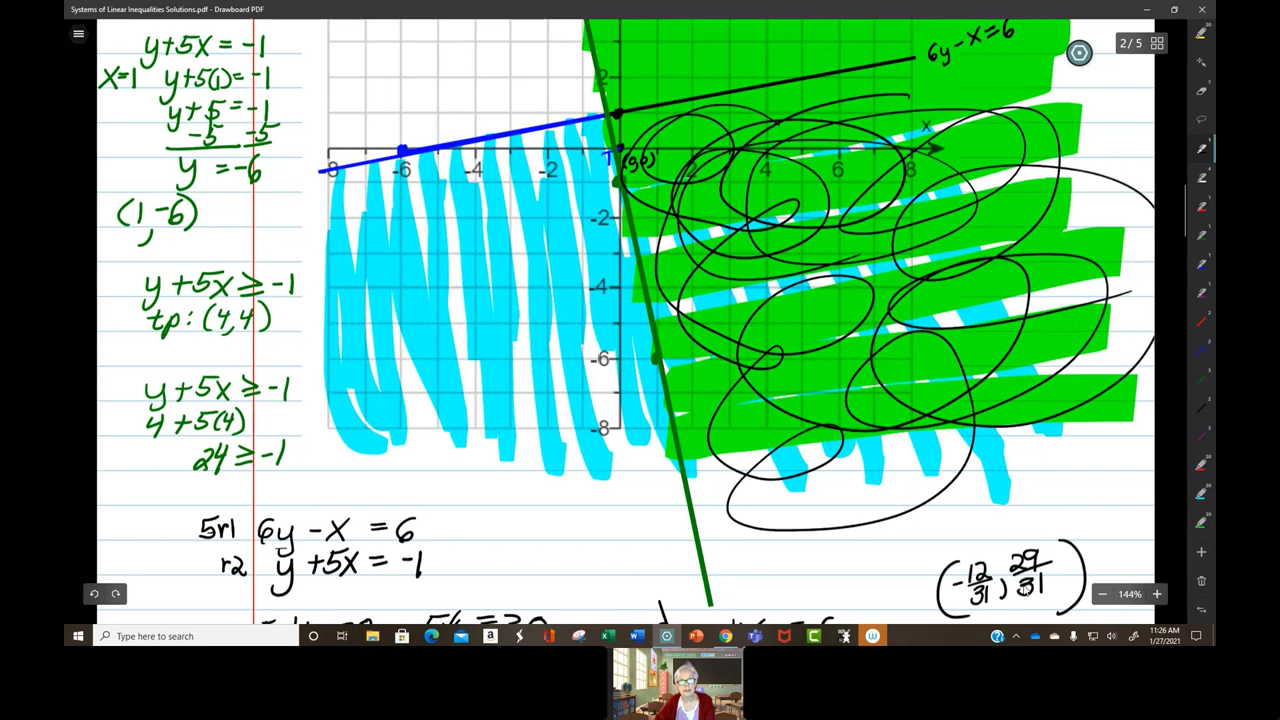 Systems of Linear Inequalities Solutions.pdf - Drawboard PDF
2/5
y+5x = -1
x=1 y+5(1) = -1
y+5 = -1
-5 -5
y = -6
(1, -6)
y+5x ≥ -1
tp: (4,4)
y+5x ≥ -1
4+5(4)
24 ≥ -1
6y-x=6
2
x
-8 -6 -4 -2 2 4 6 8
-2
-4
-6
-8
5r1 6y - x = 6
r2 y +5x = -1
(-12/31, 29/31)
144%
Type here to search
11:26 AM
1/27/2021